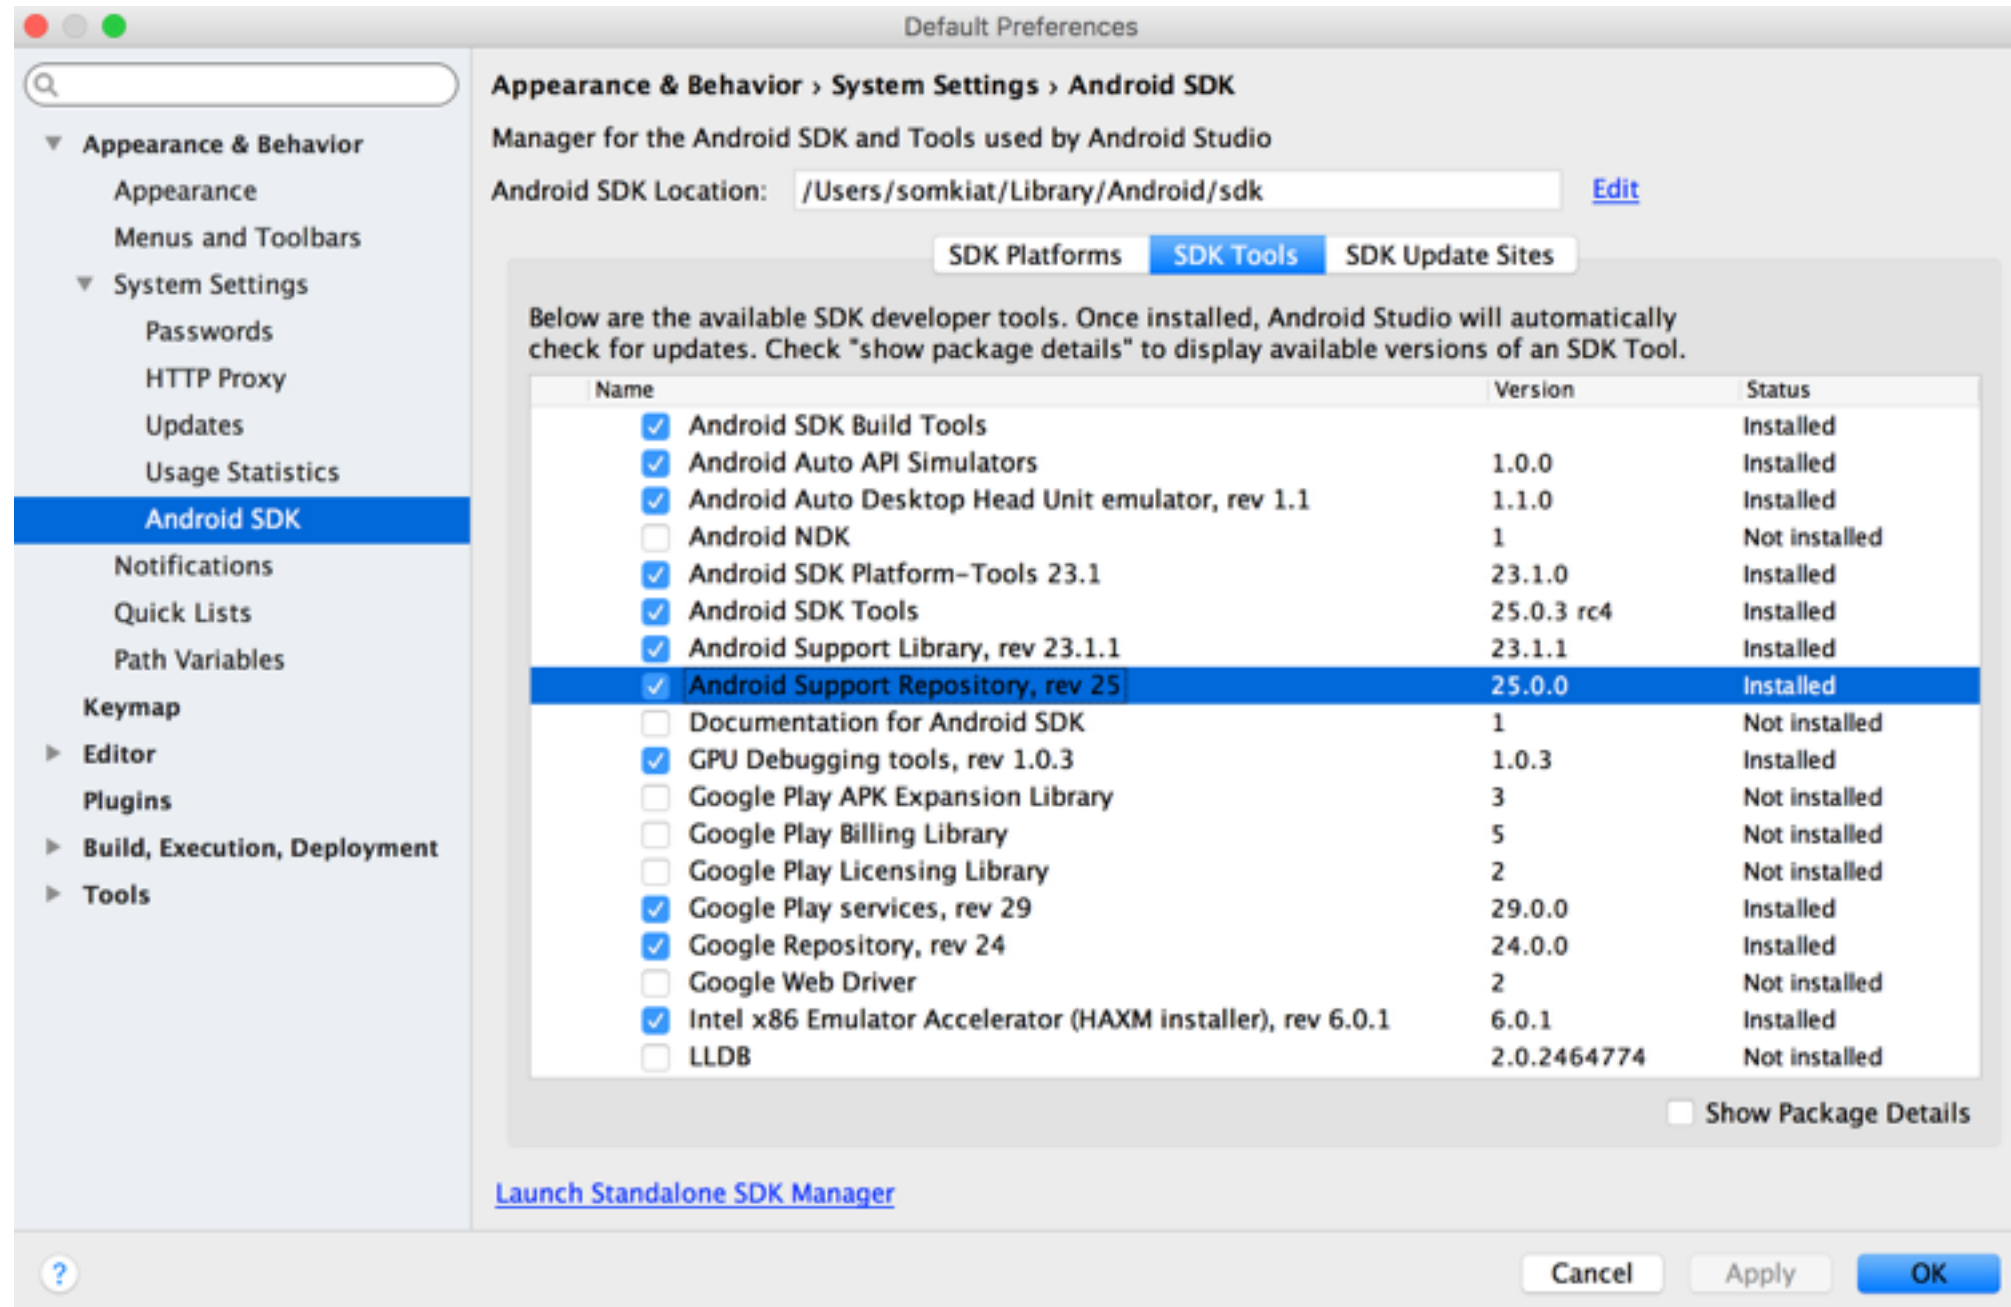 Default Preferences
Appearance & Behavior
Appearance
Menus and Toolbars
System Settings
Passwords
HTTP Proxy
Updates
Usage Statistics
Android SDK
Notifications
Quick Lists
Path Variables
Keymap
Editor
Plugins
Build, Execution, Deployment
Tools
Appearance & Behavior › System Settings › Android SDK
Manager for the Android SDK and Tools used by Android Studio
Android SDK Location: /Users/somkiat/Library/Android/sdk Edit
SDK Platforms SDK Tools SDK Update Sites
Below are the available SDK developer tools. Once installed, Android Studio will automatically
check for updates. Check "show package details" to display available versions of an SDK Tool.
Name Version Status
Android SDK Build Tools Installed
Android Auto API Simulators 1.0.0 Installed
Android Auto Desktop Head Unit emulator, rev 1.1 1.1.0 Installed
Android NDK 1 Not installed
Android SDK Platform-Tools 23.1 23.1.0 Installed
Android SDK Tools 25.0.3 rc4 Installed
Android Support Library, rev 23.1.1 23.1.1 Installed
Android Support Repository, rev 25 25.0.0 Installed
Documentation for Android SDK 1 Not installed
GPU Debugging tools, rev 1.0.3 1.0.3 Installed
Google Play APK Expansion Library 3 Not installed
Google Play Billing Library 5 Not installed
Google Play Licensing Library 2 Not installed
Google Play services, rev 29 29.0.0 Installed
Google Repository, rev 24 24.0.0 Installed
Google Web Driver 2 Not installed
Intel x86 Emulator Accelerator (HAXM installer), rev 6.0.1 6.0.1 Installed
LLDB 2.0.2464774 Not installed
Show Package Details
Launch Standalone SDK Manager
? Cancel Apply OK